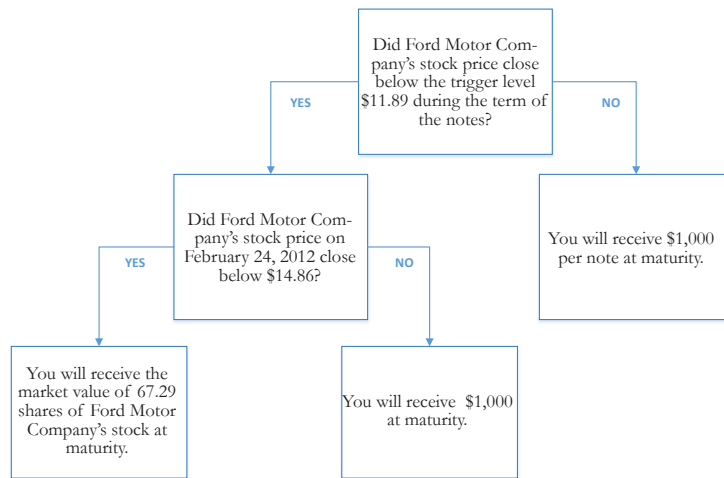 Did Ford Motor Com-
pany's stock price close
below the trigger level
$11.89 during the term of
the notes?
YES
NO
Did Ford Motor Com-
pany's stock price on
February 24, 2012 close
below $14.86?
You will receive $1,000
per note at maturity.
YES
NO
You will receive the
market value of 67.29
shares of Ford Motor
Company's stock at
maturity.
You will receive $1,000
at maturity.